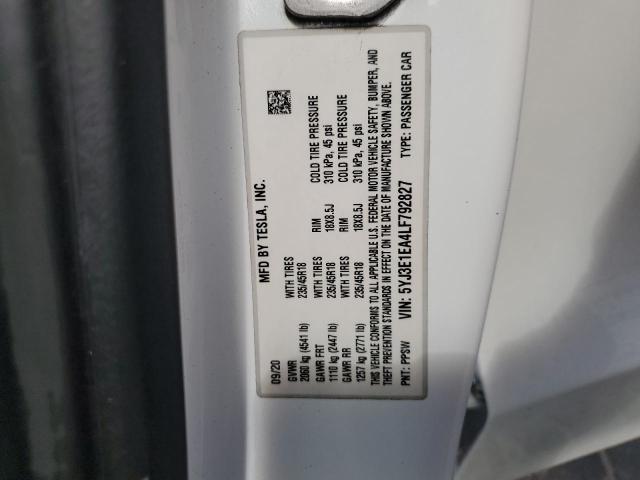 MFD BY TESLA, INC.
09/20
GVWR WITH TIRES RIM COLD TIRE PRESSURE
2060 kg (4541 lb) 235/45R18 18X8.5J 310 kPa, 45 psi
GAWR FRT WITH TIRES RIM COLD TIRE PRESSURE
1110 kg (2447 lb) 235/45R18 18X8.5J 310 kPa, 45 psi
GAWR RR WITH TIRES
1257 kg (2771 lb) 235/45R18
THIS VEHICLE CONFORMS TO ALL APPLICABLE U.S. FEDERAL MOTOR VEHICLE SAFETY, BUMPER, AND
THEFT PREVENTION STANDARDS IN EFFECT ON THE DATE OF MANUFACTURE SHOWN ABOVE.
VIN: 5YJ3E1EA4LF792827 TYPE: PASSENGER CAR
PNT: PPSW